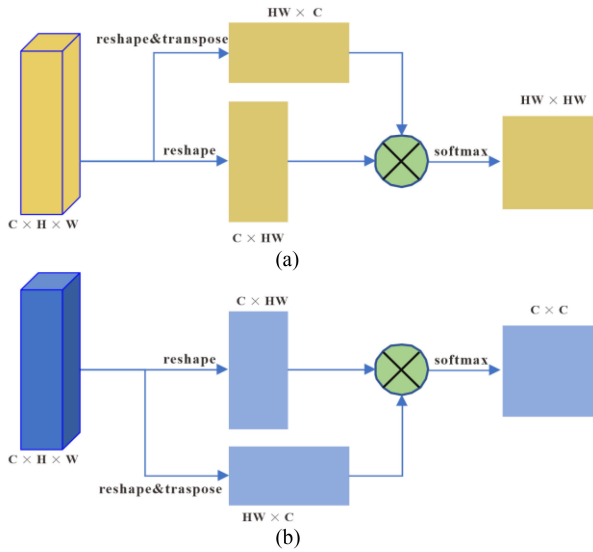 HW × C
reshape&transpose
HW × HW
reshape
softmax
C × H × W
C × HW
(a)
C × HW
C × C
reshape
softmax
C × H × W
reshape&traspose
HW × C
(b)